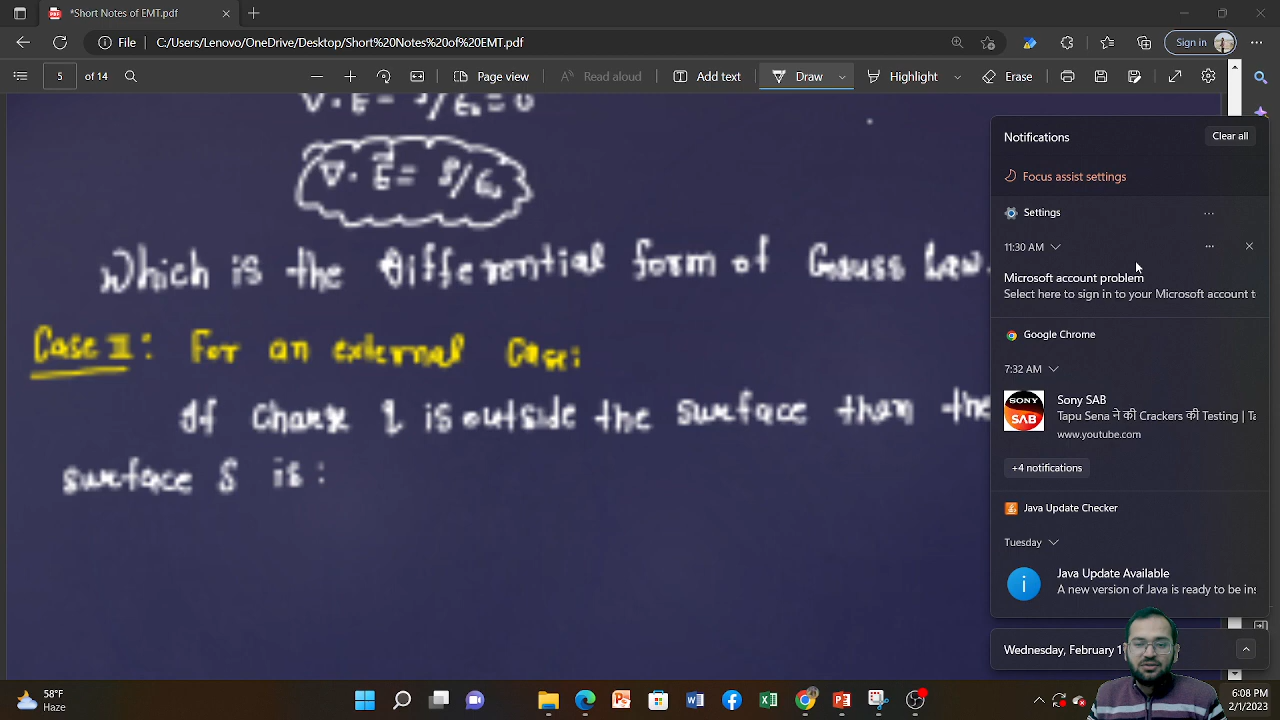 *Short Notes of EMT.pdf
File C:/Users/Lenovo/OneDrive/Desktop/Short%20Notes%20of%20EMT.pdf Sign in
5 of 14 Page view Read aloud Add text Draw Highlight Erase
∇·E = ρ/ε₀ = 0
∇·E⃗ = ρ/ε₀
Which is the differential form of Gauss Law.
Case II: For an external Case:
If charge q is outside the surface than the
surface S is:
Notifications Clear all
Focus assist settings
Settings
11:30 AM
Microsoft account problem
Select here to sign in to your Microsoft account t
Google Chrome
7:32 AM
SONY SAB
Sony SAB
Tapu Sena ने की Crackers की Testing | Ta
www.youtube.com
+4 notifications
Java Update Checker
Tuesday
Java Update Available
A new version of Java is ready to be ins
Wednesday, February 1
58°F
Haze
6:08 PM
2/1/2023